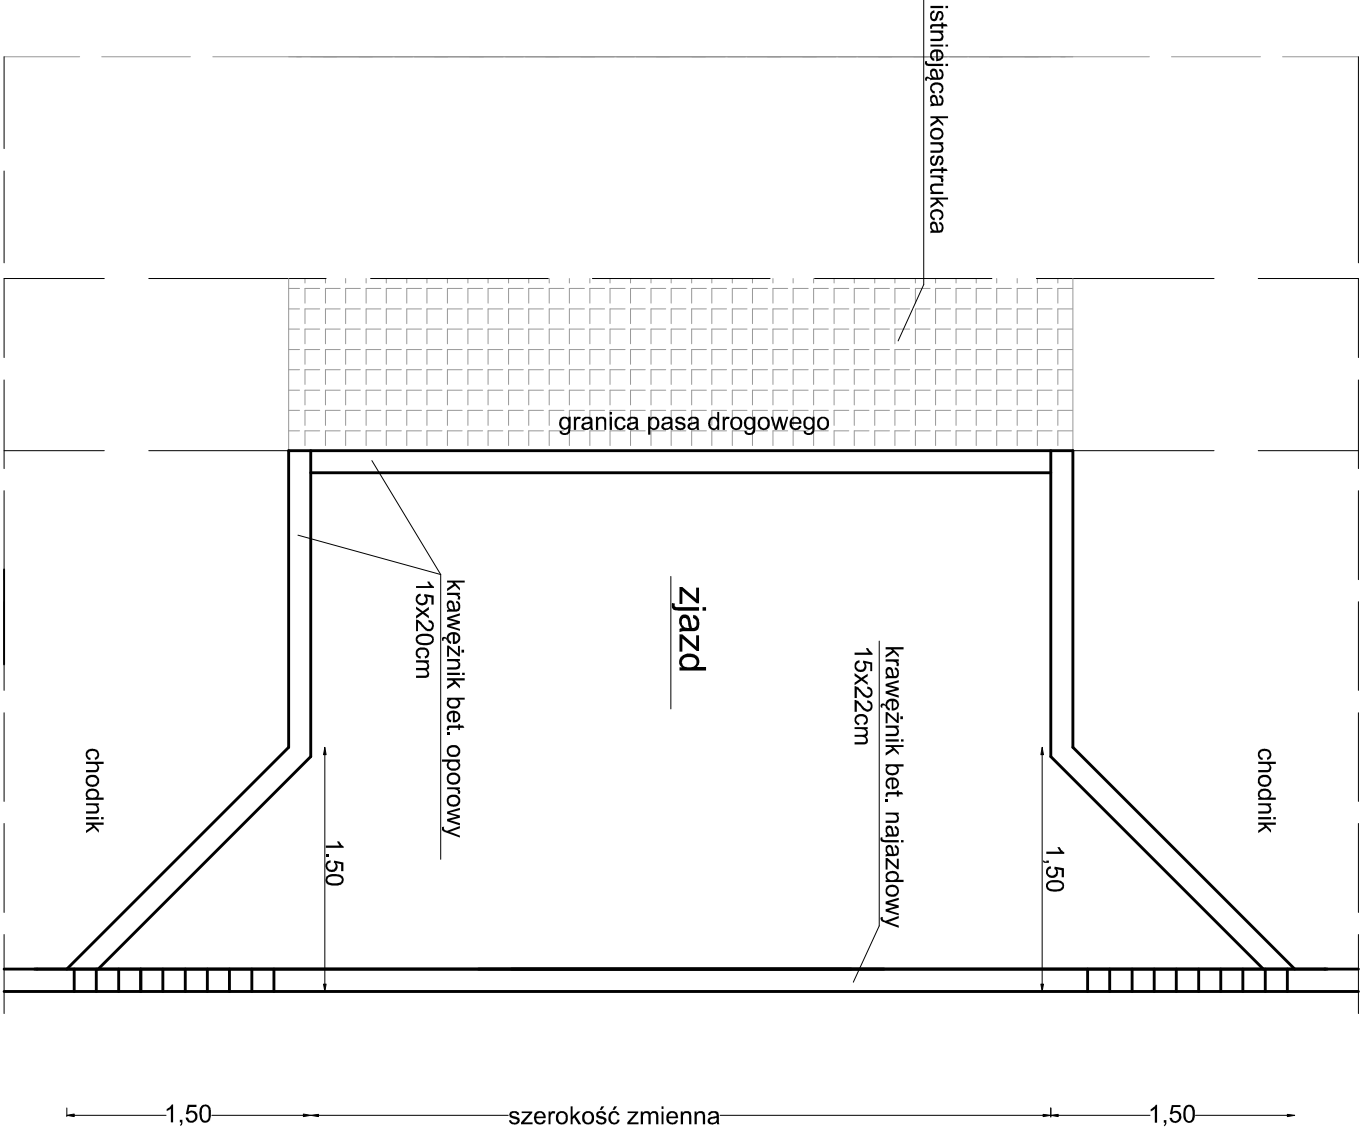 istniejąca konstrukca
granica pasa drogowego
zjazd
krawężnik bet. oporowy
15x20cm
krawężnik bet. najazdowy
15x22cm
chodnik
chodnik
1.50
1,50
1,50
szerokość zmienna
1,50